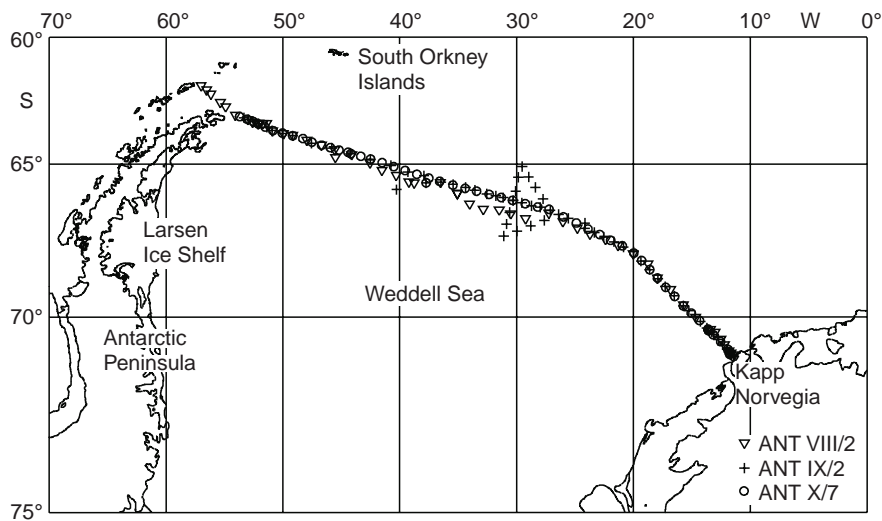 70° 60° 50° 40° 30° 20° 10° W 0°
60°
S
South Orkney
Islands
65°
Larsen
Ice Shelf
Weddell Sea
70°
Antarctic
Peninsula
Kapp
Norvegia
ANT VIII/2
ANT IX/2
ANT X/7
75°